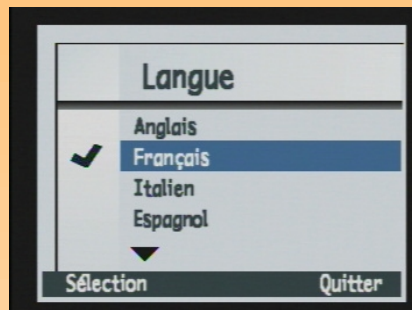 Langue
Anglais
Français
Italien
Espagnol
Sélection Quitter